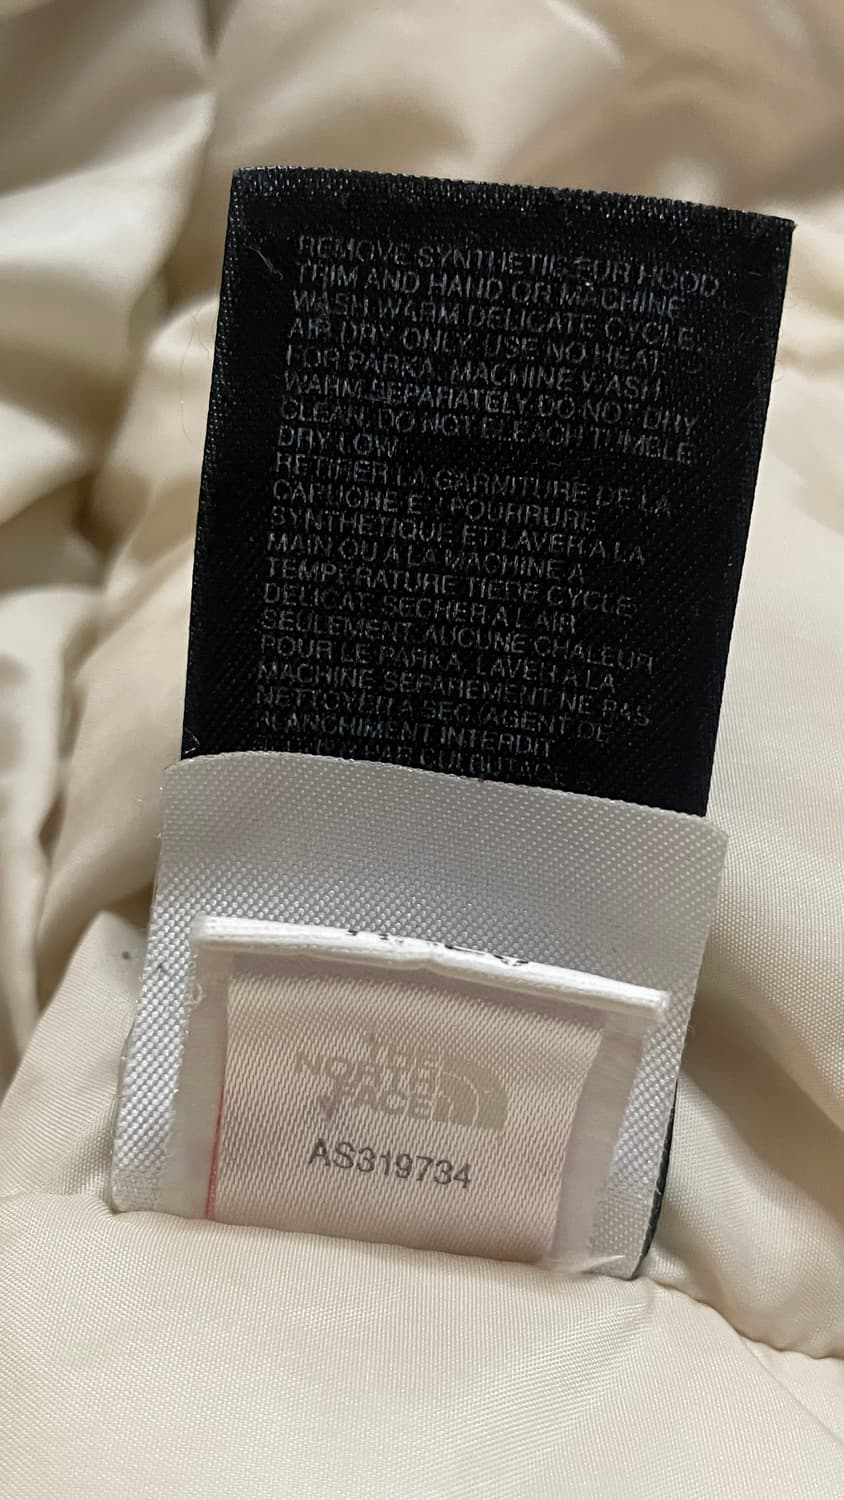 REMOVE SYNTHETIC FUR HOOD
TRIM AND HAND OR MACHINE
WASH WARM DELICATE CYCLE.
AIR DRY ONLY. USE NO HEAT.
FOR PARKA, MACHINE WASH
WARM SEPARATELY DO NOT DRY
CLEAN. DO NOT BLEACH TUMBLE
DRY LOW
RETIRER LA GARNITURE DE LA
CAPUCHE ET FOURRURE
SYNTHETIQUE ET LAVER A LA
MAIN OU A LA MACHINE A
TEMPERATURE TIEDE CYCLE
DELICAT. SECHER A L AIR
SEULEMENT. AUCUNE CHALEUR
POUR LE PARKA, LAVER A LA
MACHINE SEPAREMENT NE PAS
NETTOYER A SEC (AGENT DE
BLANCHIMENT INTERDIT
PAR CULBUTAGE
THE
NORTH
FACE
AS319734